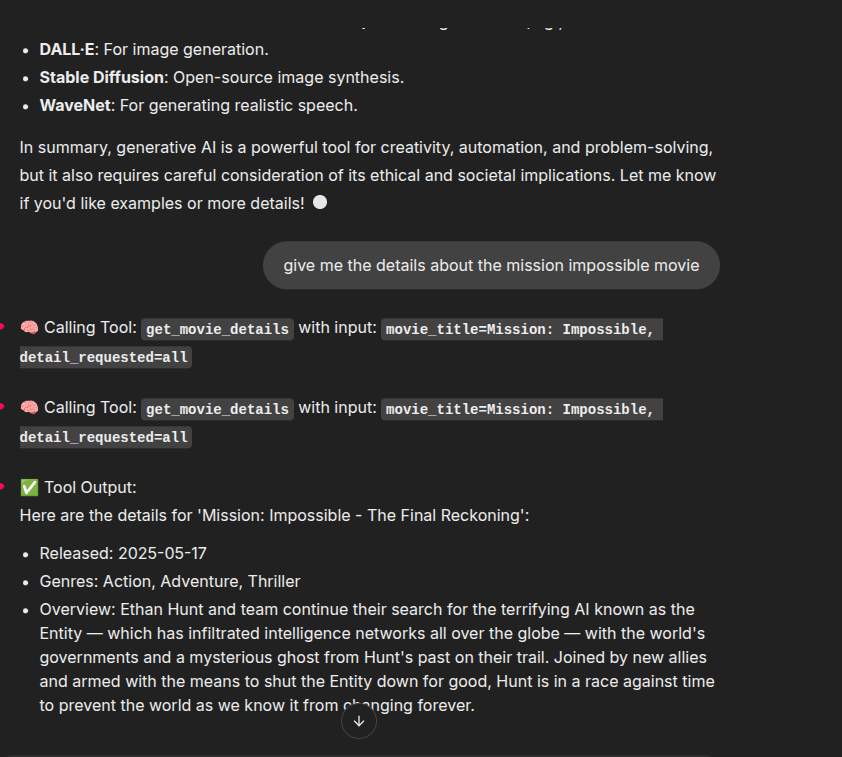 DALL·E: For image generation.
Stable Diffusion: Open-source image synthesis.
WaveNet: For generating realistic speech.
In summary, generative AI is a powerful tool for creativity, automation, and problem-solving,
but it also requires careful consideration of its ethical and societal implications. Let me know
if you'd like examples or more details!
give me the details about the mission impossible movie
🧠 Calling Tool: get_movie_details with input: movie_title=Mission: Impossible,
detail_requested=all
🧠 Calling Tool: get_movie_details with input: movie_title=Mission: Impossible,
detail_requested=all
✅ Tool Output:
Here are the details for 'Mission: Impossible - The Final Reckoning':
Released: 2025-05-17
Genres: Action, Adventure, Thriller
Overview: Ethan Hunt and team continue their search for the terrifying AI known as the
Entity — which has infiltrated intelligence networks all over the globe — with the world's
governments and a mysterious ghost from Hunt's past on their trail. Joined by new allies
and armed with the means to shut the Entity down for good, Hunt is in a race against time
to prevent the world as we know it from changing forever.